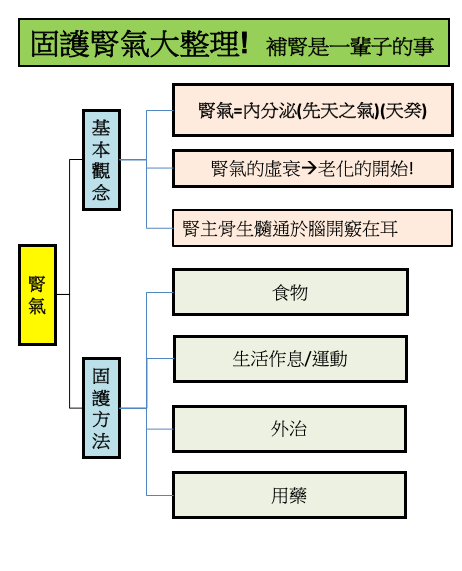 固護腎氣大整理! 補腎是一輩子的事
基本觀念
腎氣=內分泌(先天之氣)(天癸)
腎氣的虛衰→老化的開始!
腎主骨生髓通於腦開竅在耳
腎氣
固護方法
食物
生活作息/運動
外治
用藥